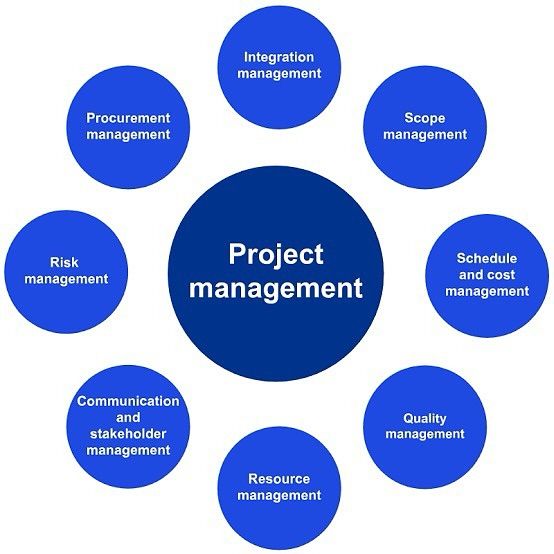 Integration
management
Scope
management
Schedule
and cost
management
Quality
management
Resource
management
Communication
and
stakeholder
management
Risk
management
Procurement
management
Project
management